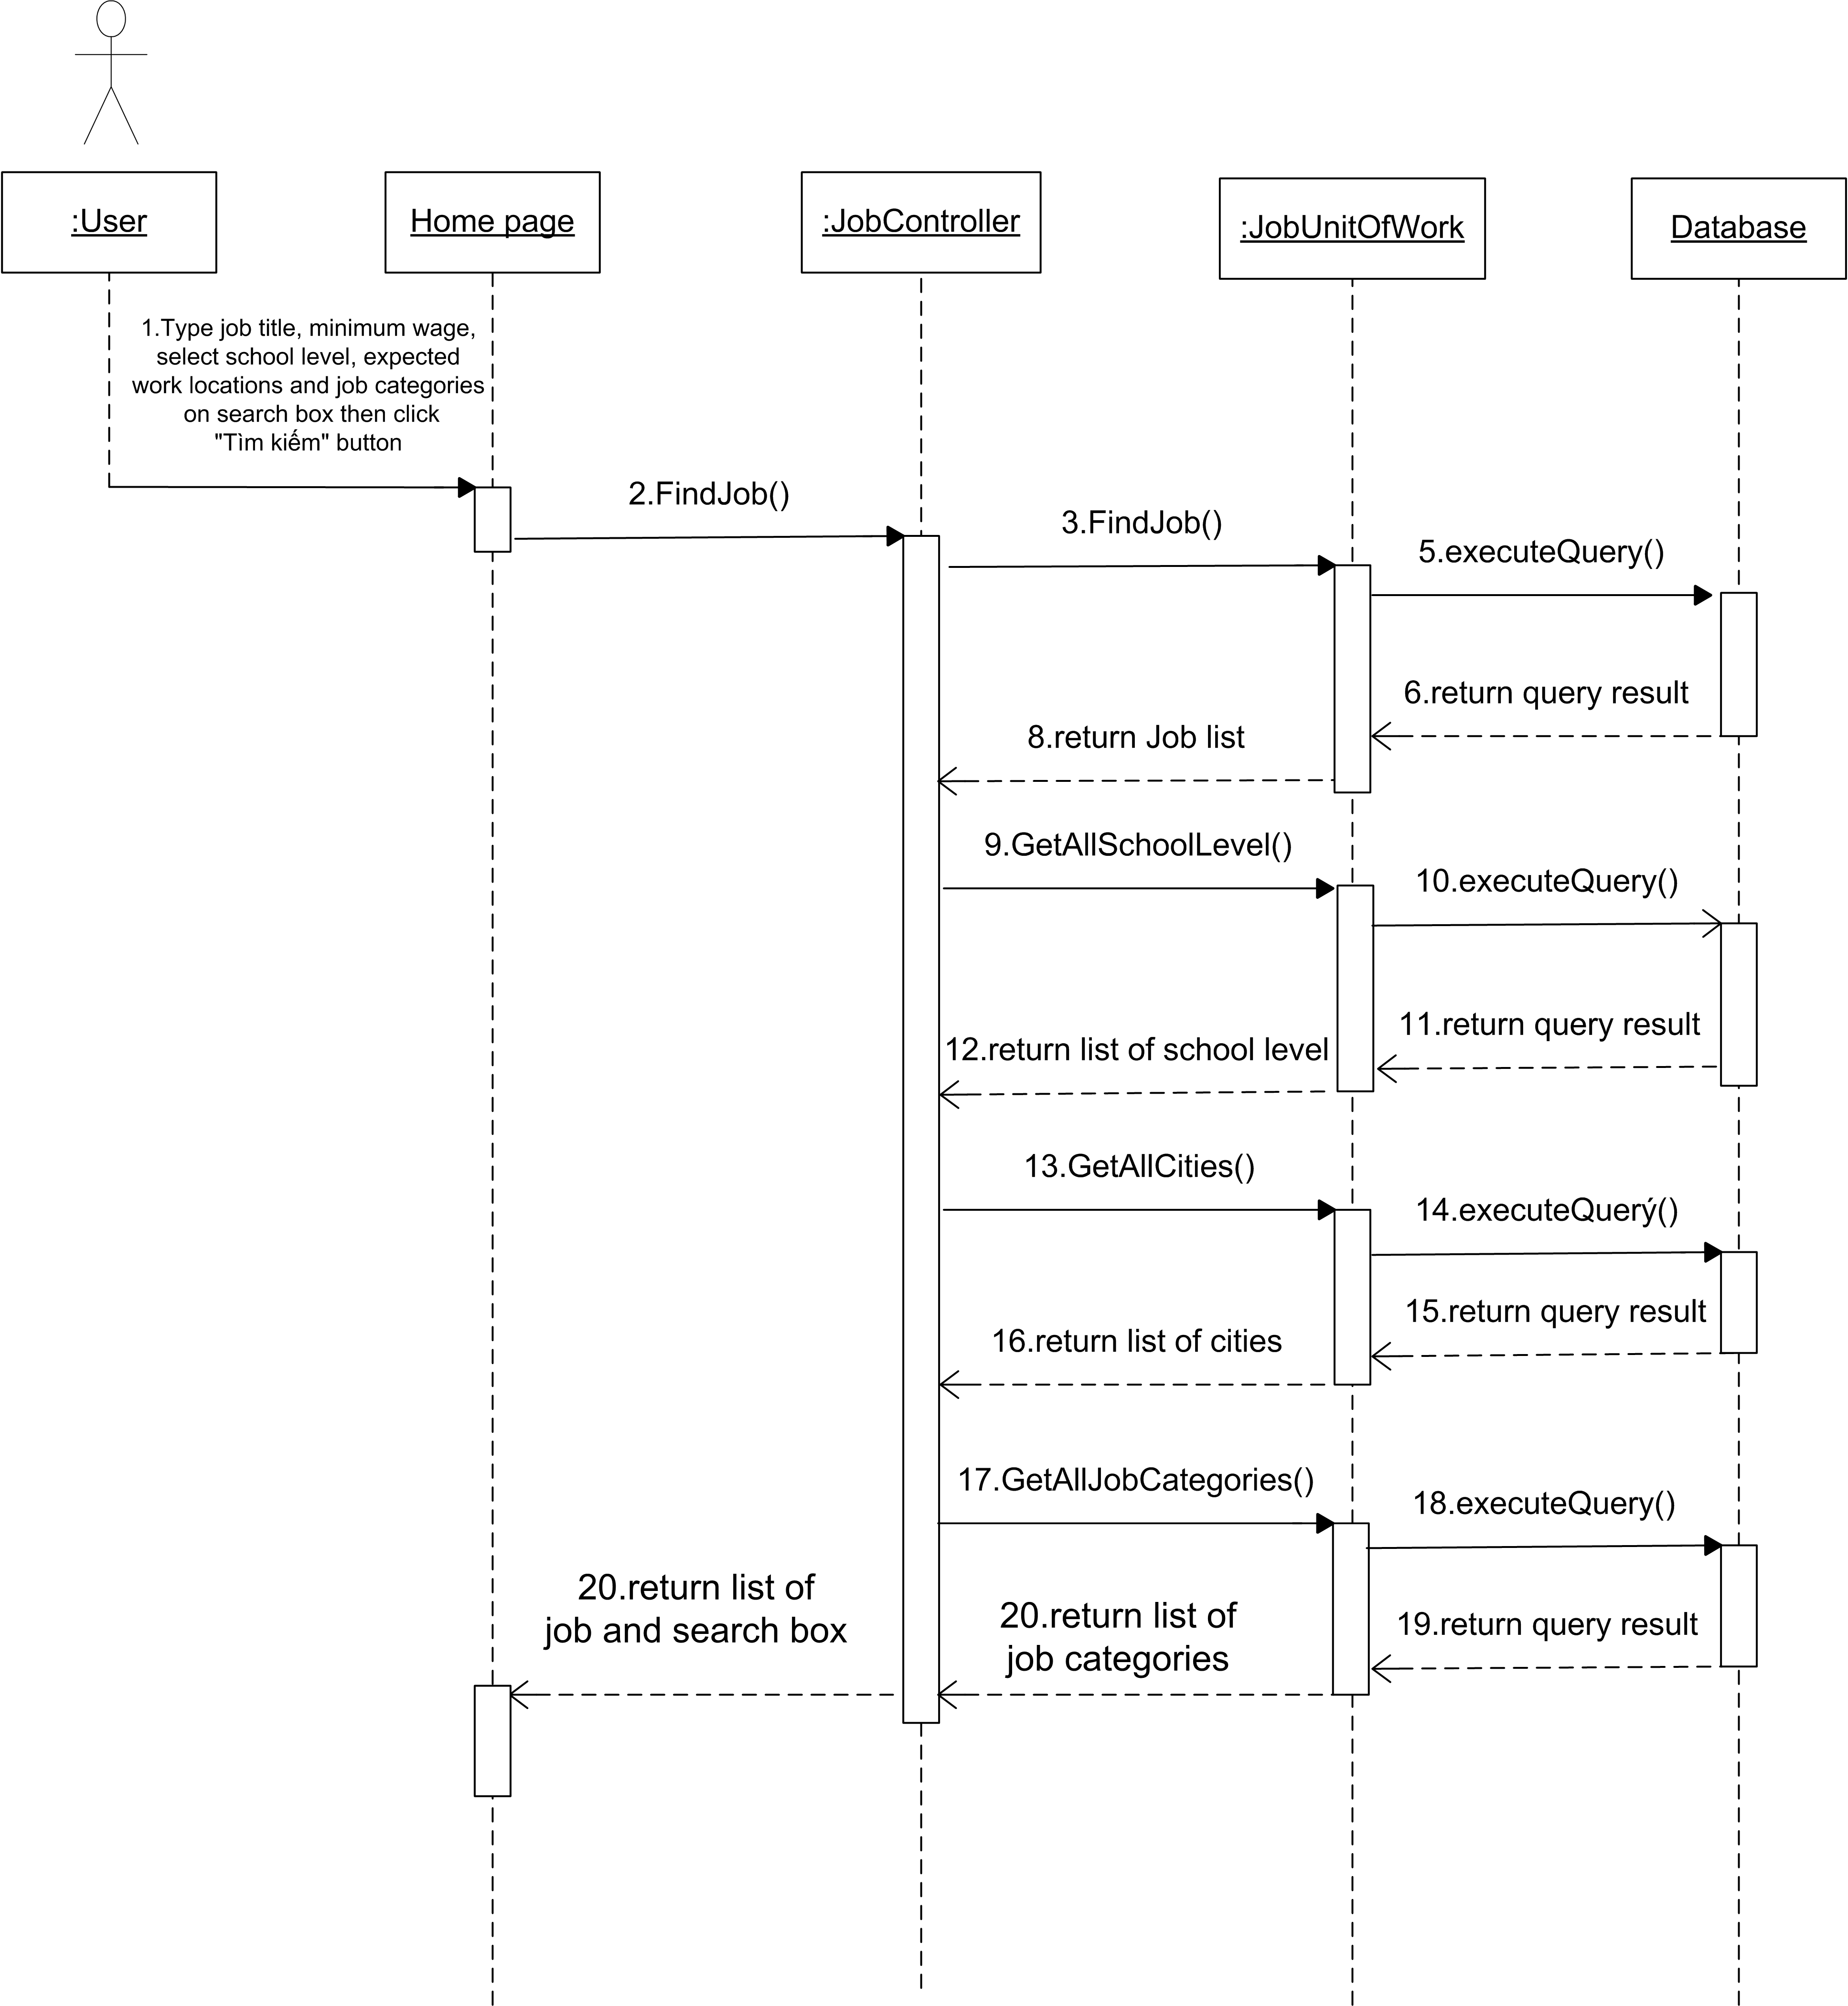 :User
Home page
:JobController
:JobUnitOfWork
Database
1.Type job title, minimum wage,
select school level, expected
work locations and job categories
on search box then click
"Tìm kiếm" button
2.FindJob()
3.FindJob()
5.executeQuery()
6.return query result
8.return Job list
9.GetAllSchoolLevel()
10.executeQuery()
11.return query result
12.return list of school level
13.GetAllCities()
14.executeQuerý()
15.return query result
16.return list of cities
17.GetAllJobCategories()
18.executeQuery()
20.return list of
job and search box
20.return list of
job categories
19.return query result